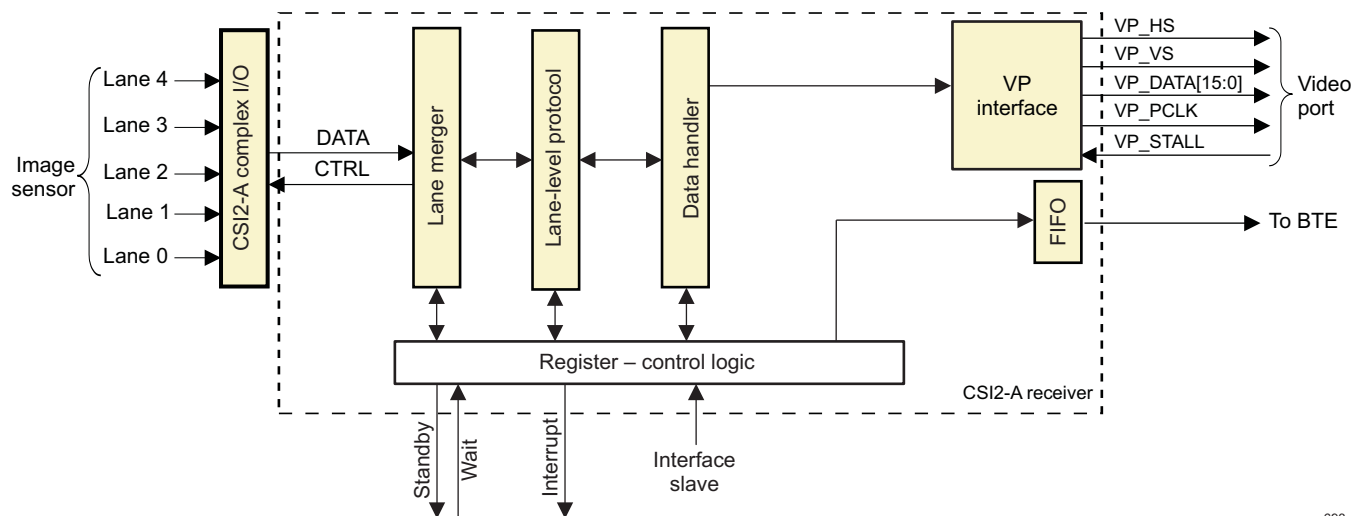 Image
sensor
Lane 4
Lane 3
Lane 2
Lane 1
Lane 0
CSI2-A complex I/O
DATA
CTRL
Lane merger
Lane-level protocol
Data handler
VP
interface
VP_HS
VP_VS
VP_DATA[15:0]
VP_PCLK
VP_STALL
Video
port
FIFO
To BTE
Register – control logic
CSI2-A receiver
Standby
Wait
Interrupt
Interface
slave